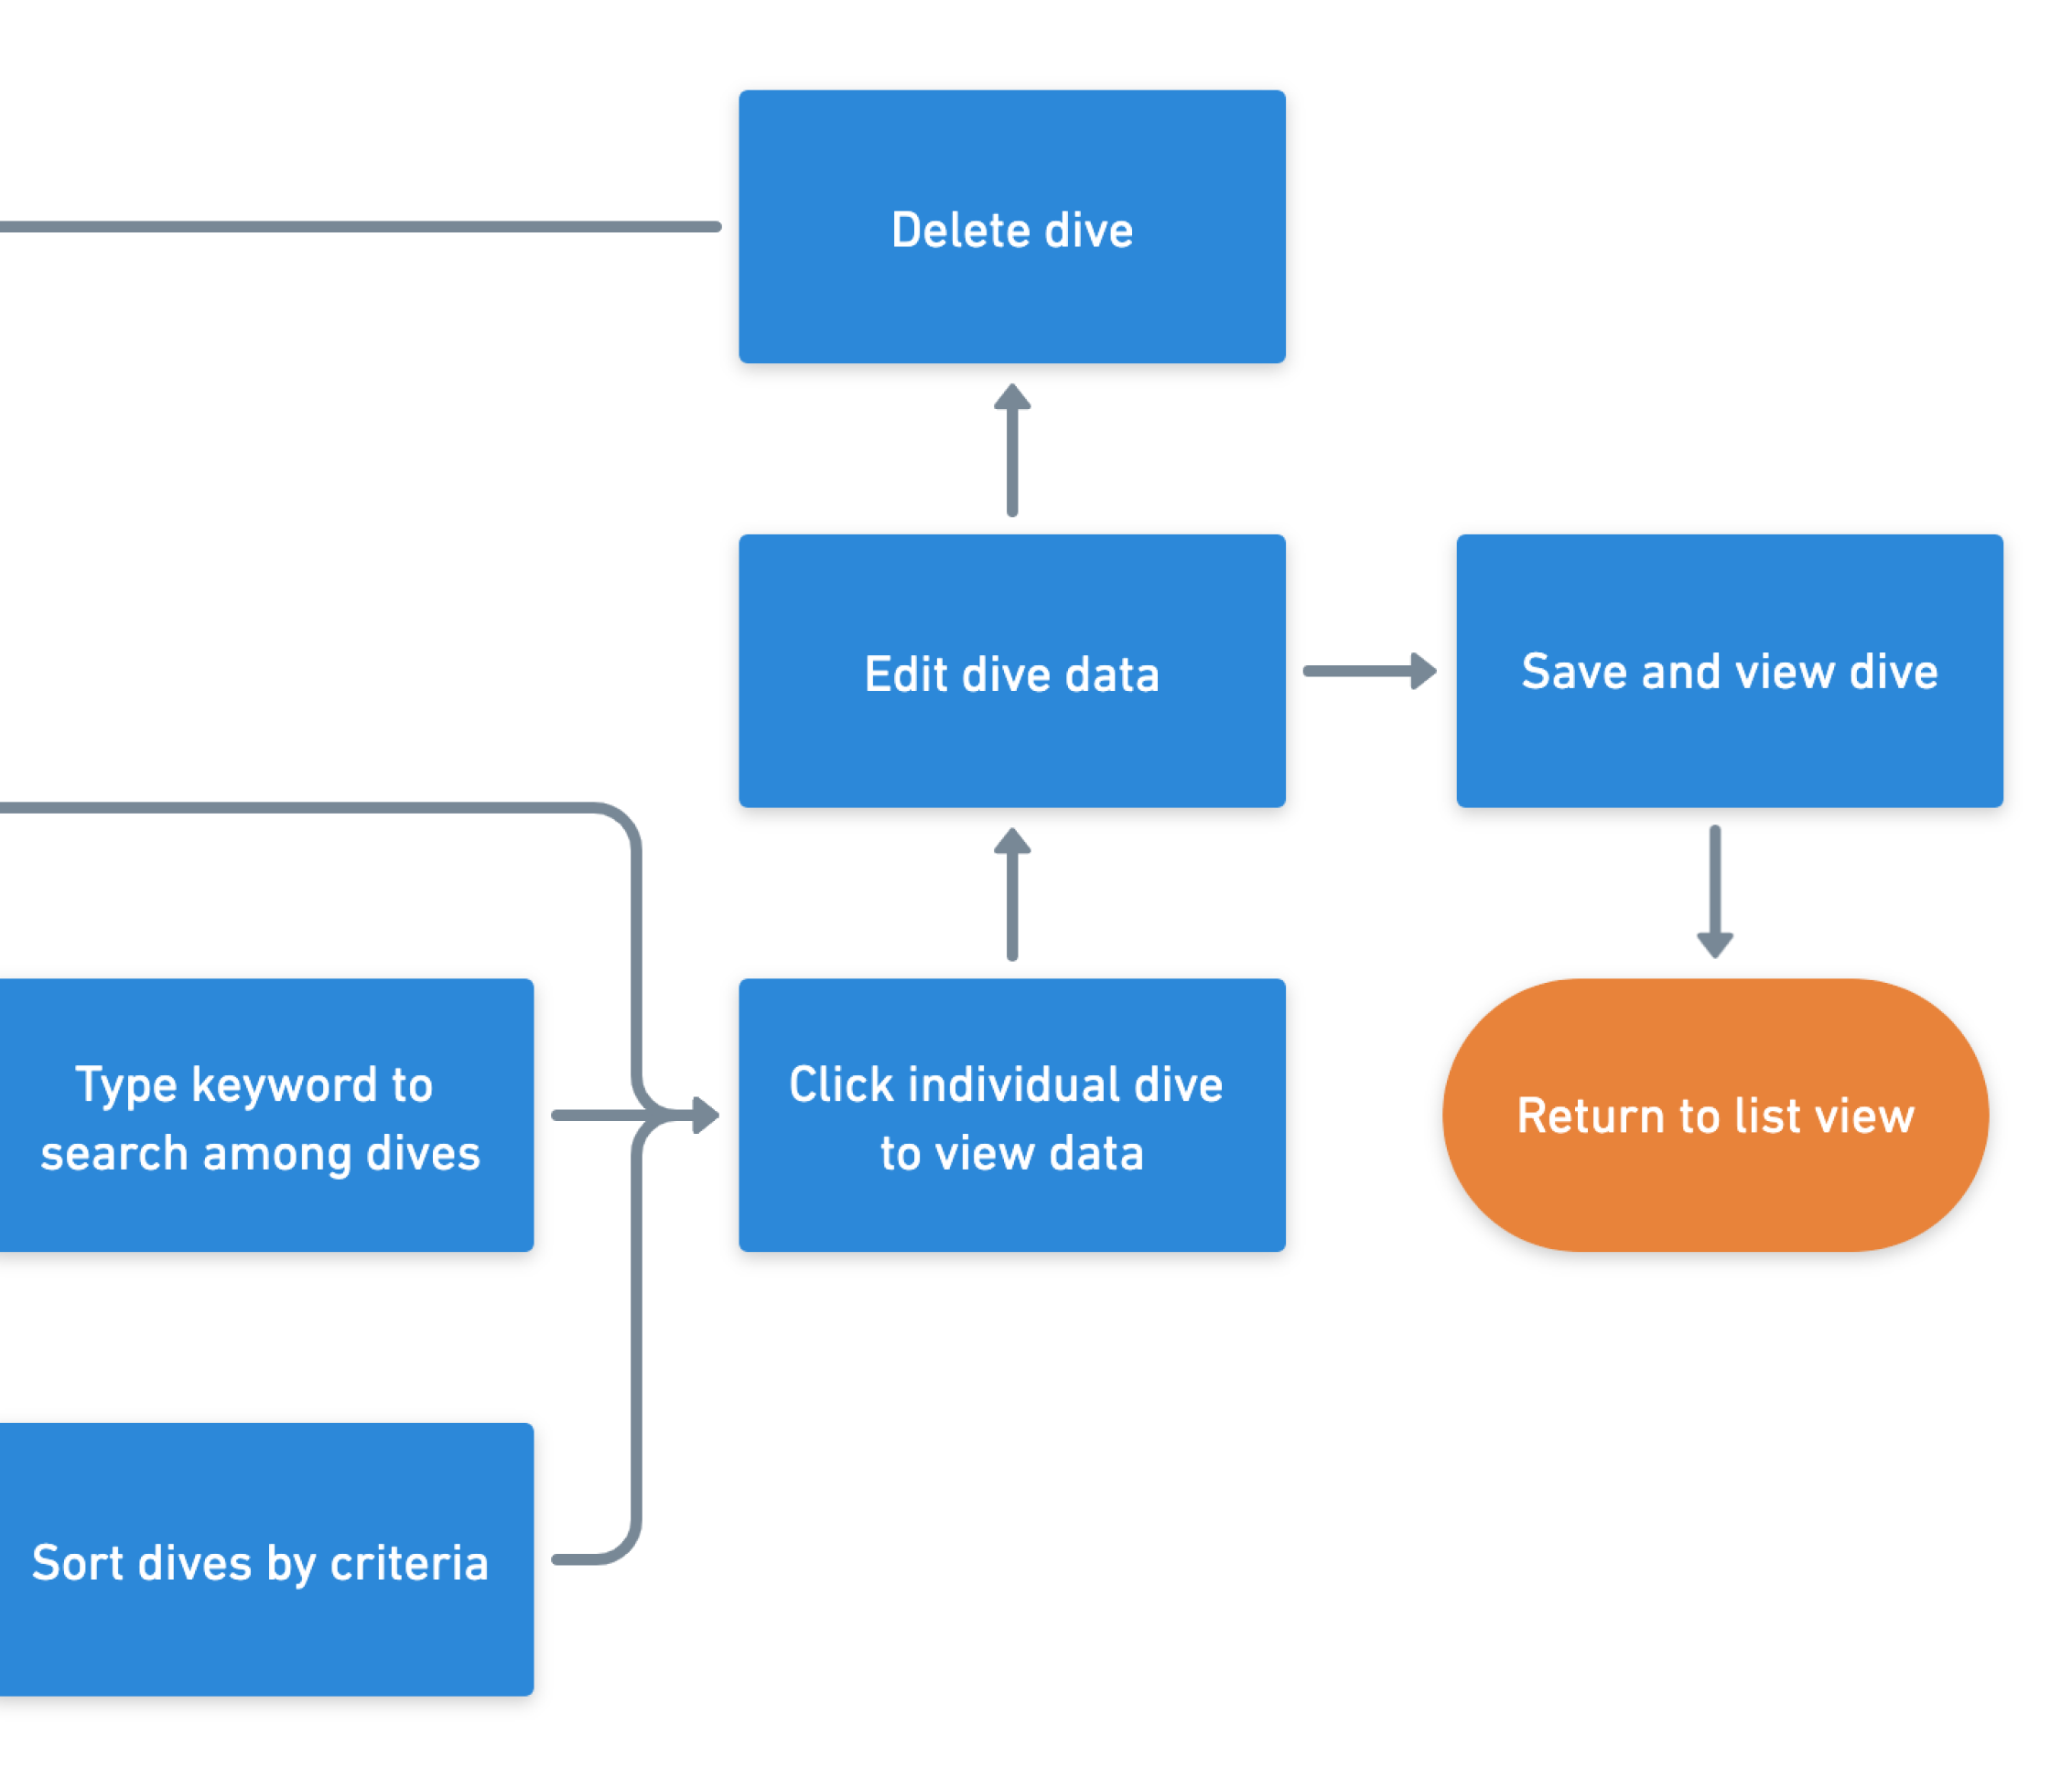 Delete dive
Edit dive data
Save and view dive
Type keyword to
search among dives
Click individual dive
to view data
Return to list view
Sort dives by criteria